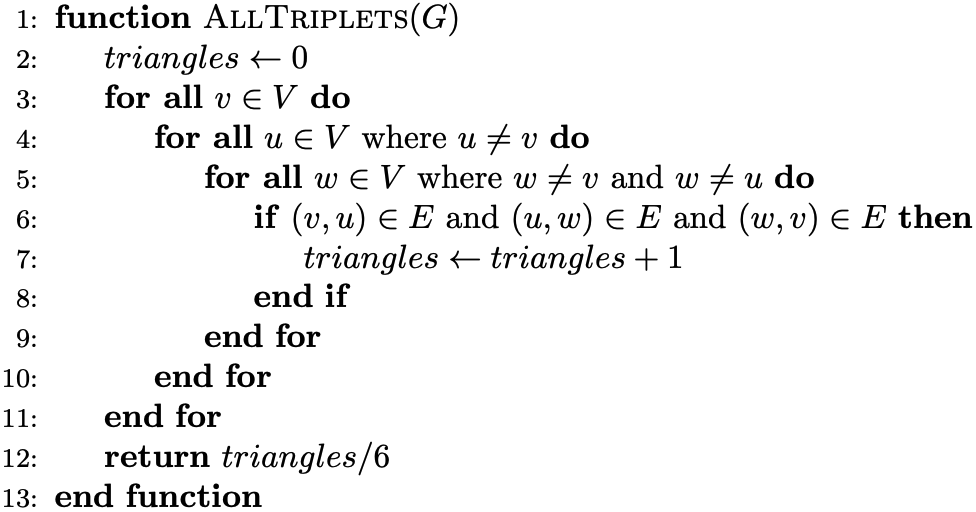 1: function ALLTRIPLETS(G)
2: triangles ← 0
3: for all v ∈ V do
4: for all u ∈ V where u ≠ v do
5: for all w ∈ V where w ≠ v and w ≠ u do
6: if (v, u) ∈ E and (u, w) ∈ E and (w, v) ∈ E then
7: triangles ← triangles + 1
8: end if
9: end for
10: end for
11: end for
12: return triangles/6
13: end function